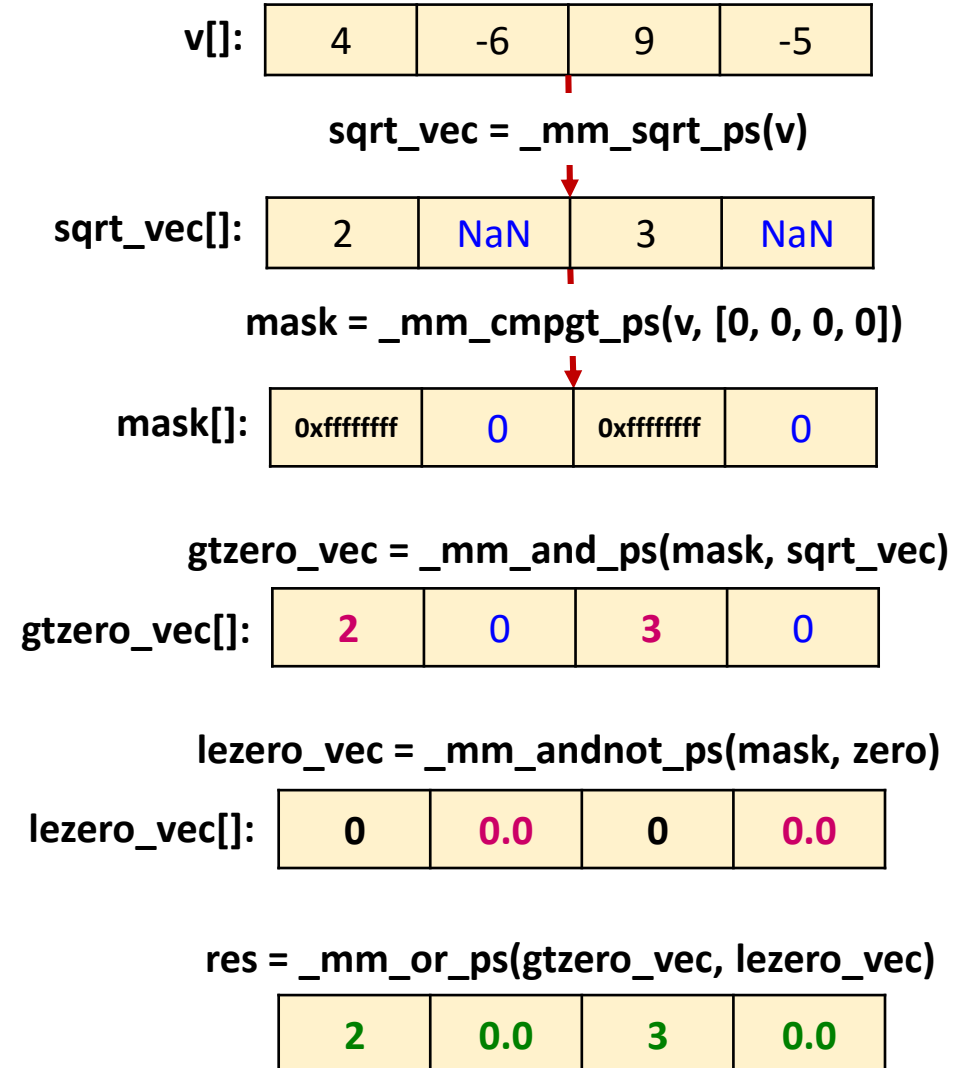 v[]: 4 -6 9 -5
sqrt_vec = _mm_sqrt_ps(v)
sqrt_vec[]: 2 NaN 3 NaN
mask = _mm_cmpgt_ps(v, [0, 0, 0, 0])
mask[]: 0xffffffff 0 0xffffffff 0
gtzero_vec = _mm_and_ps(mask, sqrt_vec)
gtzero_vec[]: 2 0 3 0
lezero_vec = _mm_andnot_ps(mask, zero)
lezero_vec[]: 0 0.0 0 0.0
res = _mm_or_ps(gtzero_vec, lezero_vec)
2 0.0 3 0.0